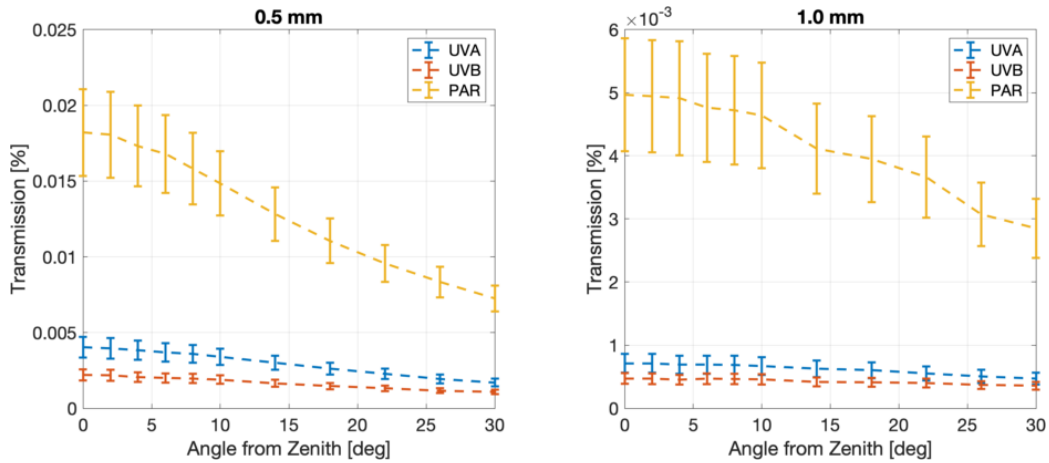 0.5 mm
0.025
0.02
0.015
0.01
0.005
0
Transmission [%]
0 5 10 15 20 25 30
Angle from Zenith [deg]
UVA
UVB
PAR
1.0 mm
×10⁻³
6
5
4
3
2
1
0
Transmission [%]
0 5 10 15 20 25 30
Angle from Zenith [deg]
UVA
UVB
PAR